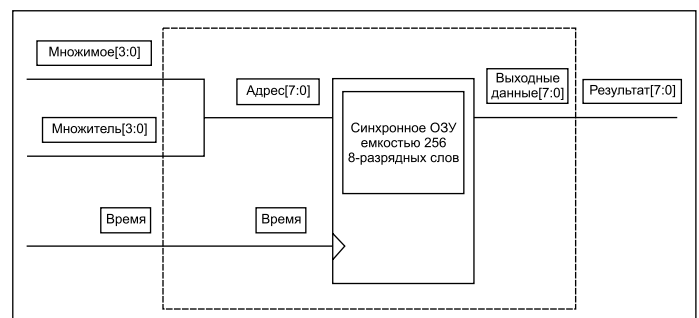 Множимое[3:0]
Адрес[7:0]
Выходные
данные[7:0]
Результат[7:0]
Множитель[3:0]
Синхронное ОЗУ
емкостью 256
8-разрядных слов
Время
Время